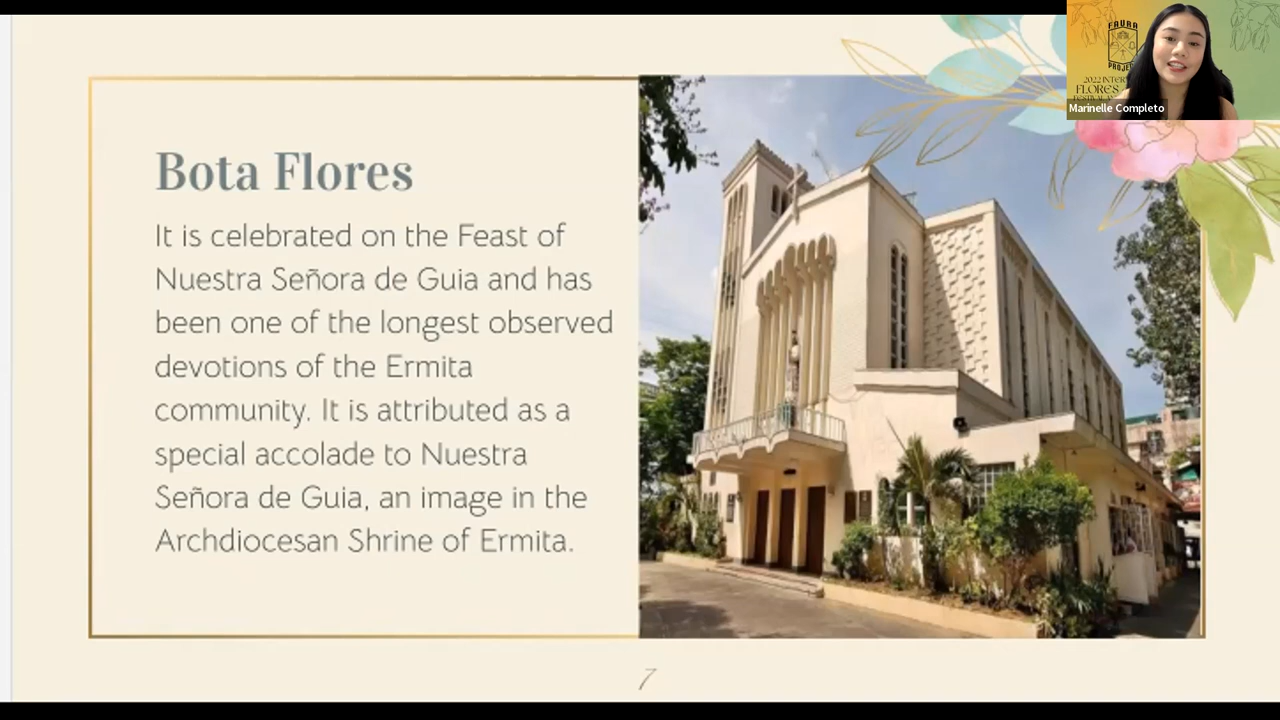 Bota Flores
It is celebrated on the Feast of
Nuestra Señora de Guia and has
been one of the longest observed
devotions of the Ermita
community. It is attributed as a
special accolade to Nuestra
Señora de Guia, an image in the
Archdiocesan Shrine of Ermita.
7
FAURA
Marinelle Completo